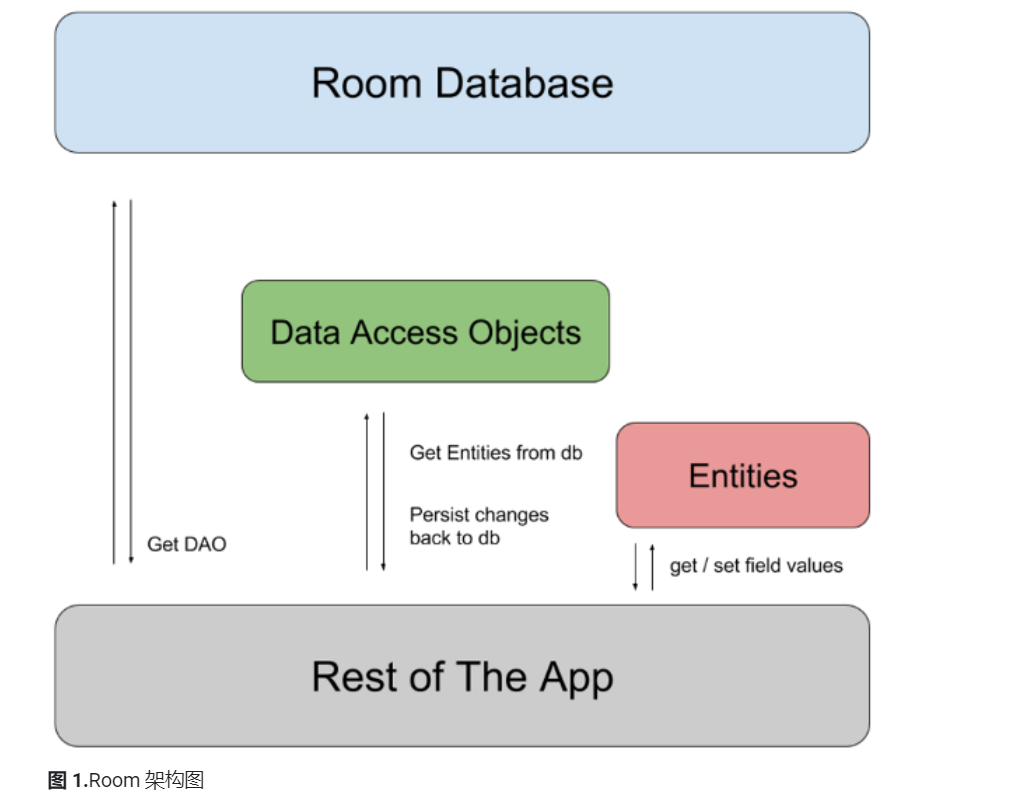 Room Database
Data Access Objects
Get Entities from db
Persist changes
back to db
Entities
Get DAO
get / set field values
Rest of The App
图 1.Room 架构图